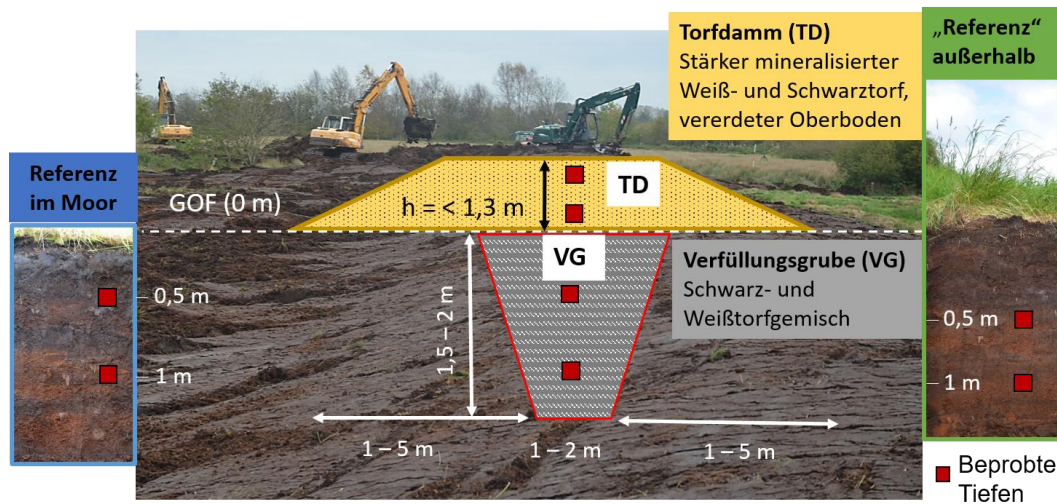 Torfdamm (TD)
Stärker mineralisierter
Weiß- und Schwarztorf,
vererdeter Oberboden
„Referenz“
außerhalb
Referenz
im Moor
GOF (0 m)
h = < 1,3 m
TD
VG
Verfüllungsgrube (VG)
Schwarz- und
Weißtorfgemisch
0,5 m
1 m
1,5 – 2 m
0,5 m
1 m
1 – 5 m
1 – 2 m
1 – 5 m
Beprobte
Tiefen